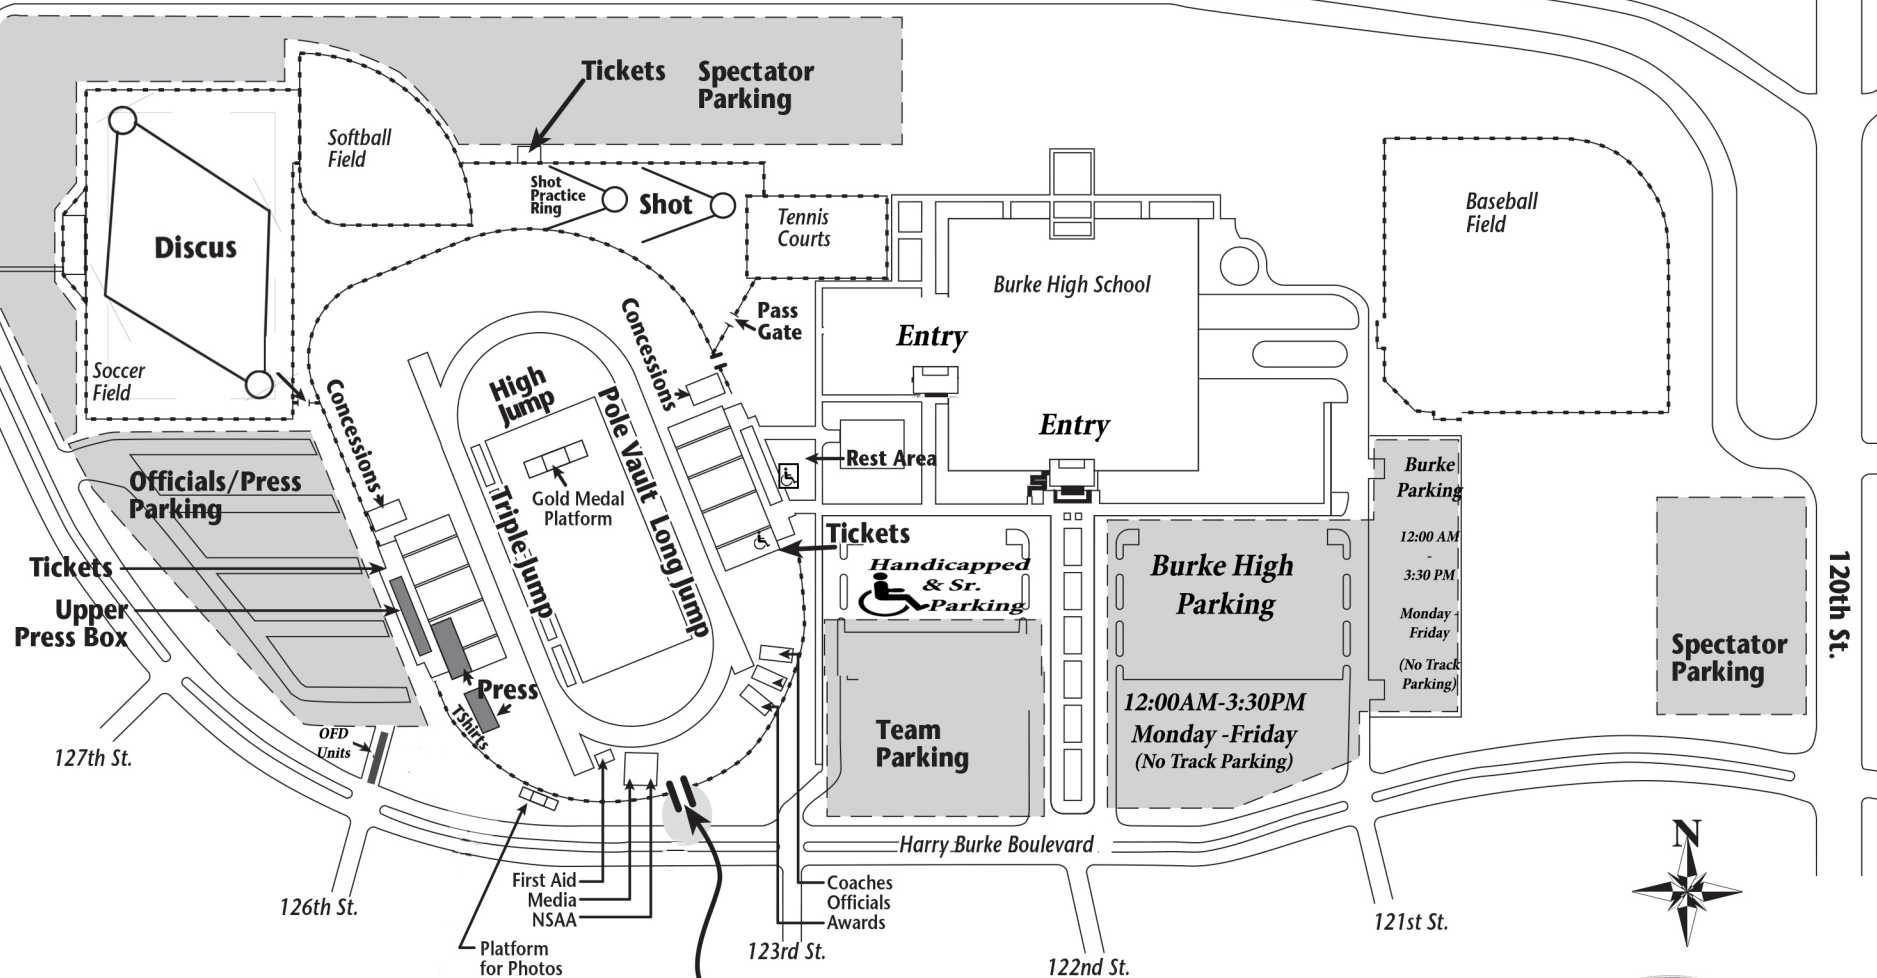 Tickets
Spectator
Parking
Softball
Field
Shot
Practice
Ring
Shot
Tennis
Courts
Baseball
Field
Discus
Burke High School
Pass
Gate
Entry
Concessions
Soccer
Field
High
Jump
Concessions
Pole Vault
Entry
Rest Area
Burke
Parking
Officials/Press
Parking
Gold Medal
Platform
Triple Jump
Long Jump
Tickets
12:00 AM
-
3:30 PM
Monday -
Friday
(No Track
Parking)
Handicapped
& Sr.
Parking
Burke High
Parking
120th St.
Tickets
Upper
Press Box
Spectator
Parking
Press
TShirts
12:00AM-3:30PM
Monday -Friday
(No Track Parking)
Team
Parking
OFD
Units
127th St.
N
Harry Burke Boulevard
First Aid
Media
NSAA
Coaches
Officials
Awards
126th St.
121st St.
Platform
for Photos
123rd St.
122nd St.